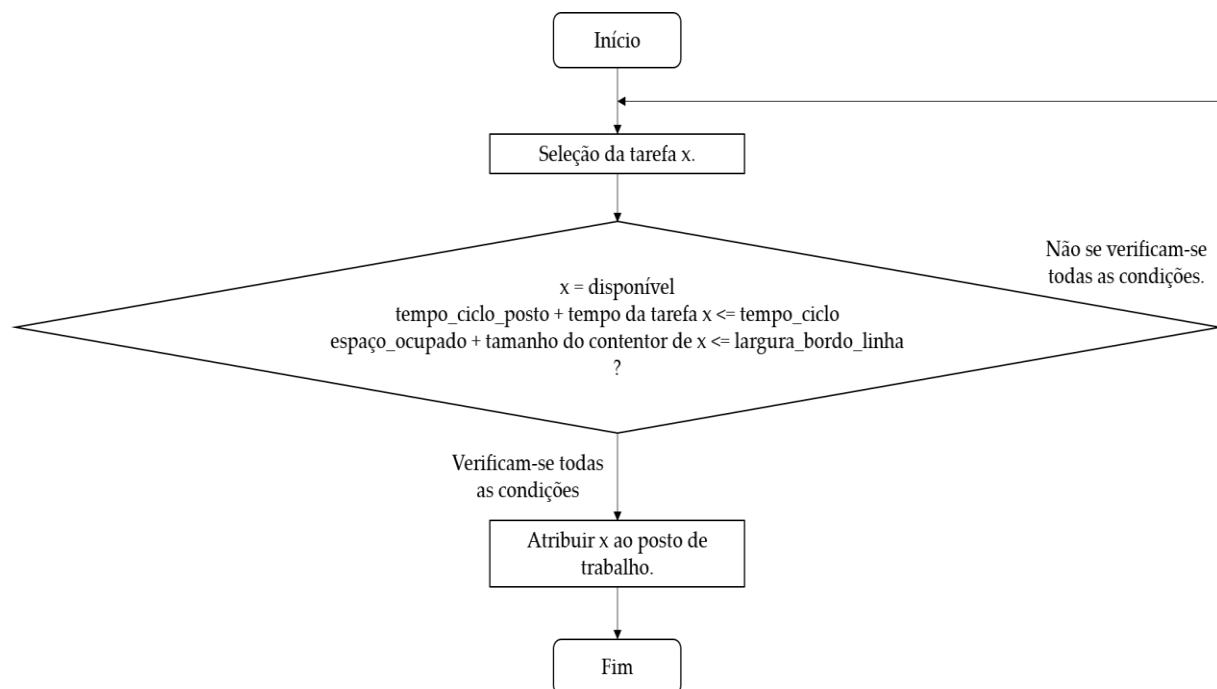 Início
Seleção da tarefa x.
Não se verificam-se
todas as condições.
x = disponível
tempo_ciclo_posto + tempo da tarefa x <= tempo_ciclo
espaço_ocupado + tamanho do contentor de x <= largura_bordo_linha
?
Verificam-se todas
as condições
Atribuir x ao posto de
trabalho.
Fim